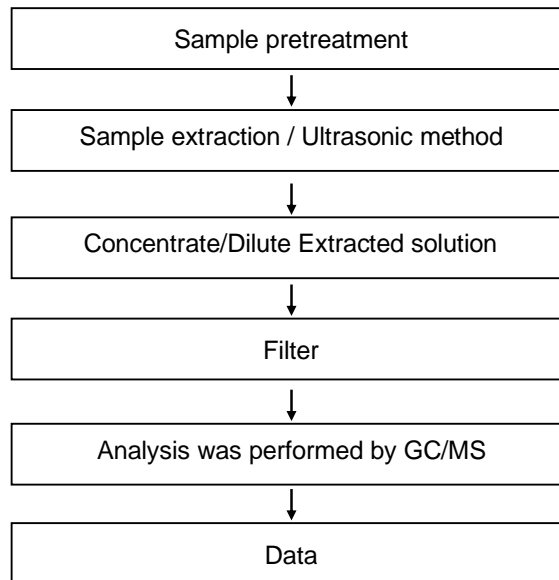 Sample pretreatment
Sample extraction / Ultrasonic method
Concentrate/Dilute Extracted solution
Filter
Analysis was performed by GC/MS
Data